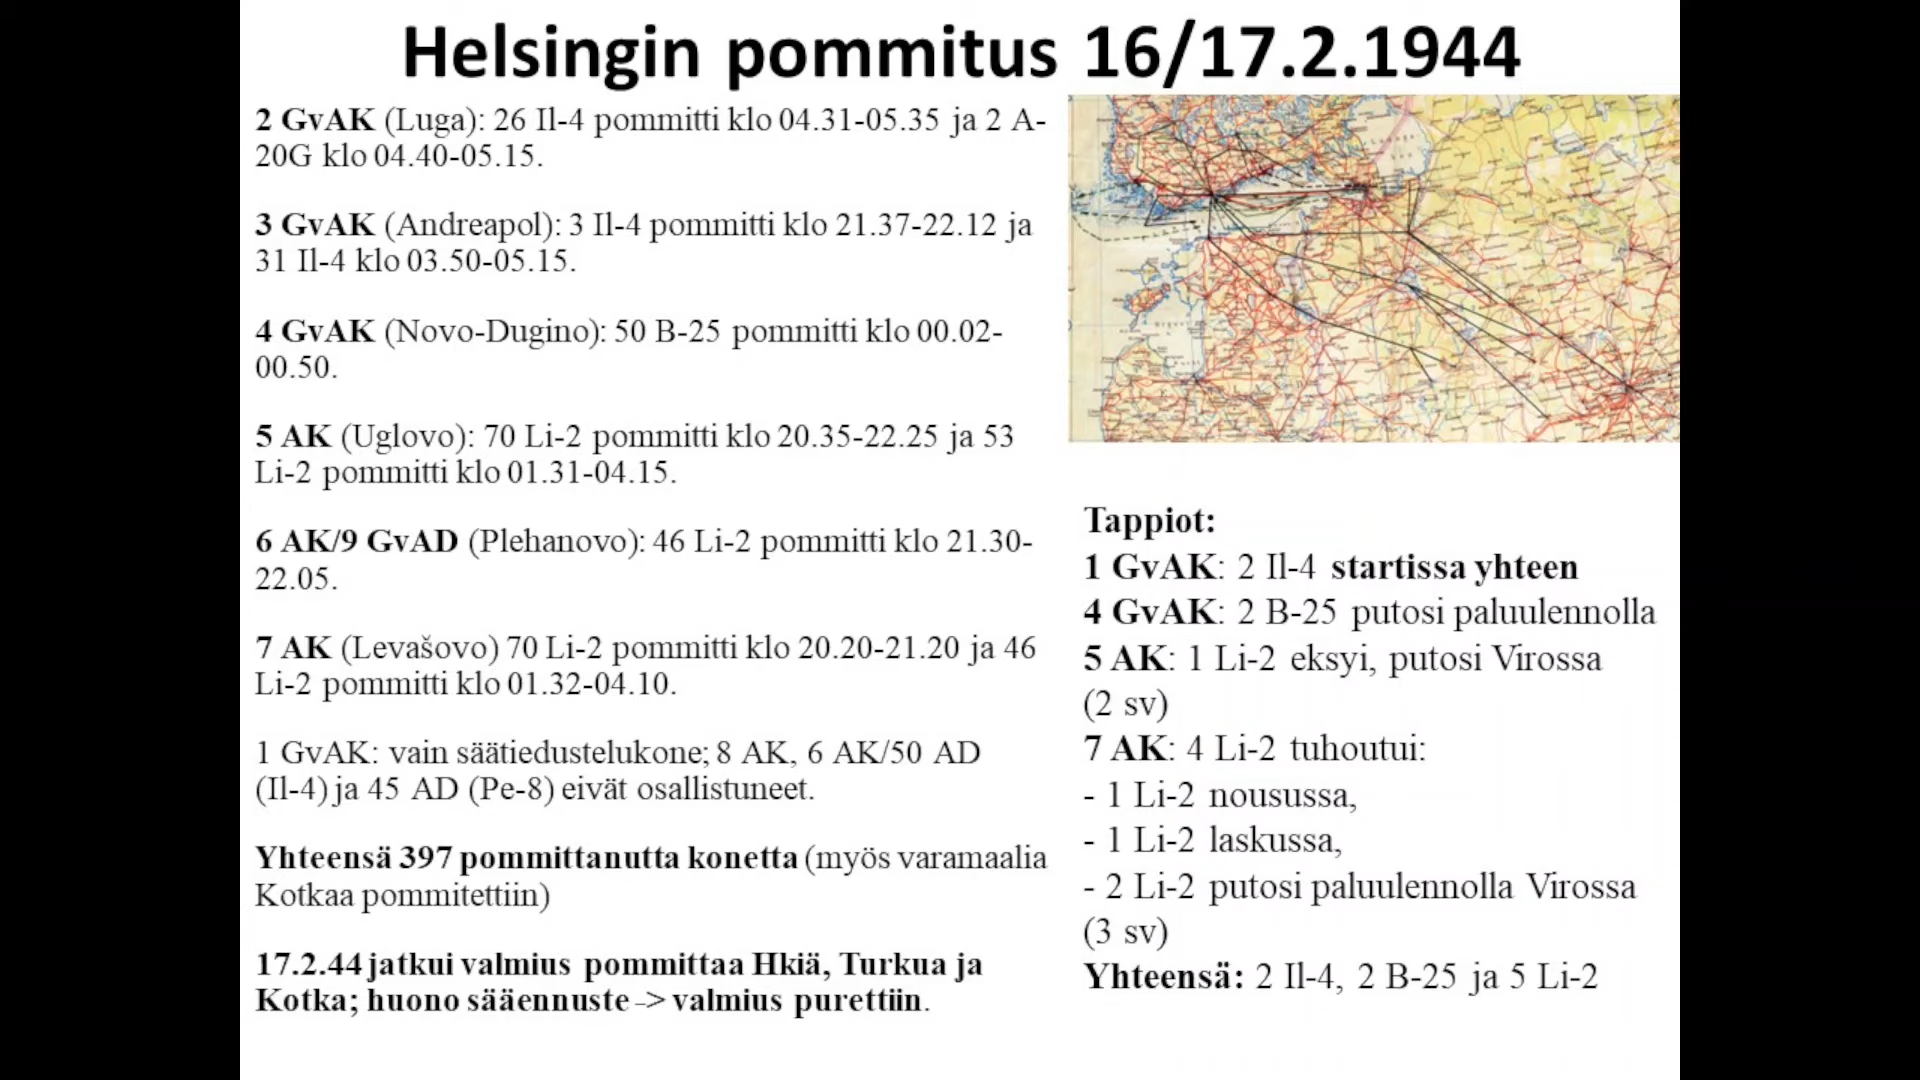 Helsingin pommitus 16/17.2.1944
2 GvAK (Luga): 26 Il-4 pommitti klo 04.31-05.35 ja 2 A-
20G klo 04.40-05.15.
3 GvAK (Andreapol): 3 Il-4 pommitti klo 21.37-22.12 ja
31 Il-4 klo 03.50-05.15.
4 GvAK (Novo-Dugino): 50 B-25 pommitti klo 00.02-
00.50.
5 AK (Uglovo): 70 Li-2 pommitti klo 20.35-22.25 ja 53
Li-2 pommitti klo 01.31-04.15.
6 AK/9 GvAD (Plehanovo): 46 Li-2 pommitti klo 21.30-
22.05.
7 AK (Levašovo) 70 Li-2 pommitti klo 20.20-21.20 ja 46
Li-2 pommitti klo 01.32-04.10.
1 GvAK: vain säätiedustelukone; 8 AK, 6 AK/50 AD
(Il-4) ja 45 AD (Pe-8) eivät osallistuneet.
Yhteensä 397 pommittanutta konetta (myös varamaalia
Kotkaa pommitettiin)
17.2.44 jatkui valmius pommittaa Hkiä, Turkua ja
Kotka; huono sääennuste -> valmius purettiin.
Tappiot:
1 GvAK: 2 Il-4 startissa yhteen
4 GvAK: 2 B-25 putosi paluulennolla
5 AK: 1 Li-2 eksyi, putosi Virossa
(2 sv)
7 AK: 4 Li-2 tuhoutui:
- 1 Li-2 nousussa,
- 1 Li-2 laskussa,
- 2 Li-2 putosi paluulennolla Virossa
(3 sv)
Yhteensä: 2 Il-4, 2 B-25 ja 5 Li-2